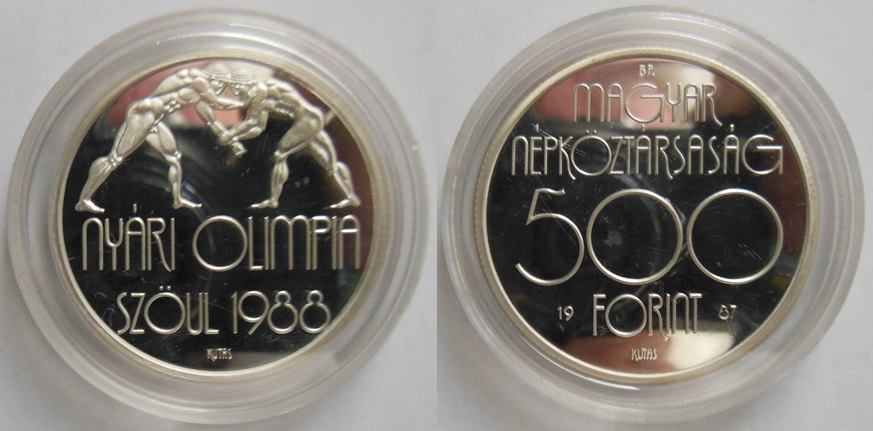 NYÁRI OLIMPIA
SZÖUL 1988
KUTAS
BP.
MAGYAR
NÉPKÖZTÁRSASÁG
500
19 FORINT 87
KUTAS